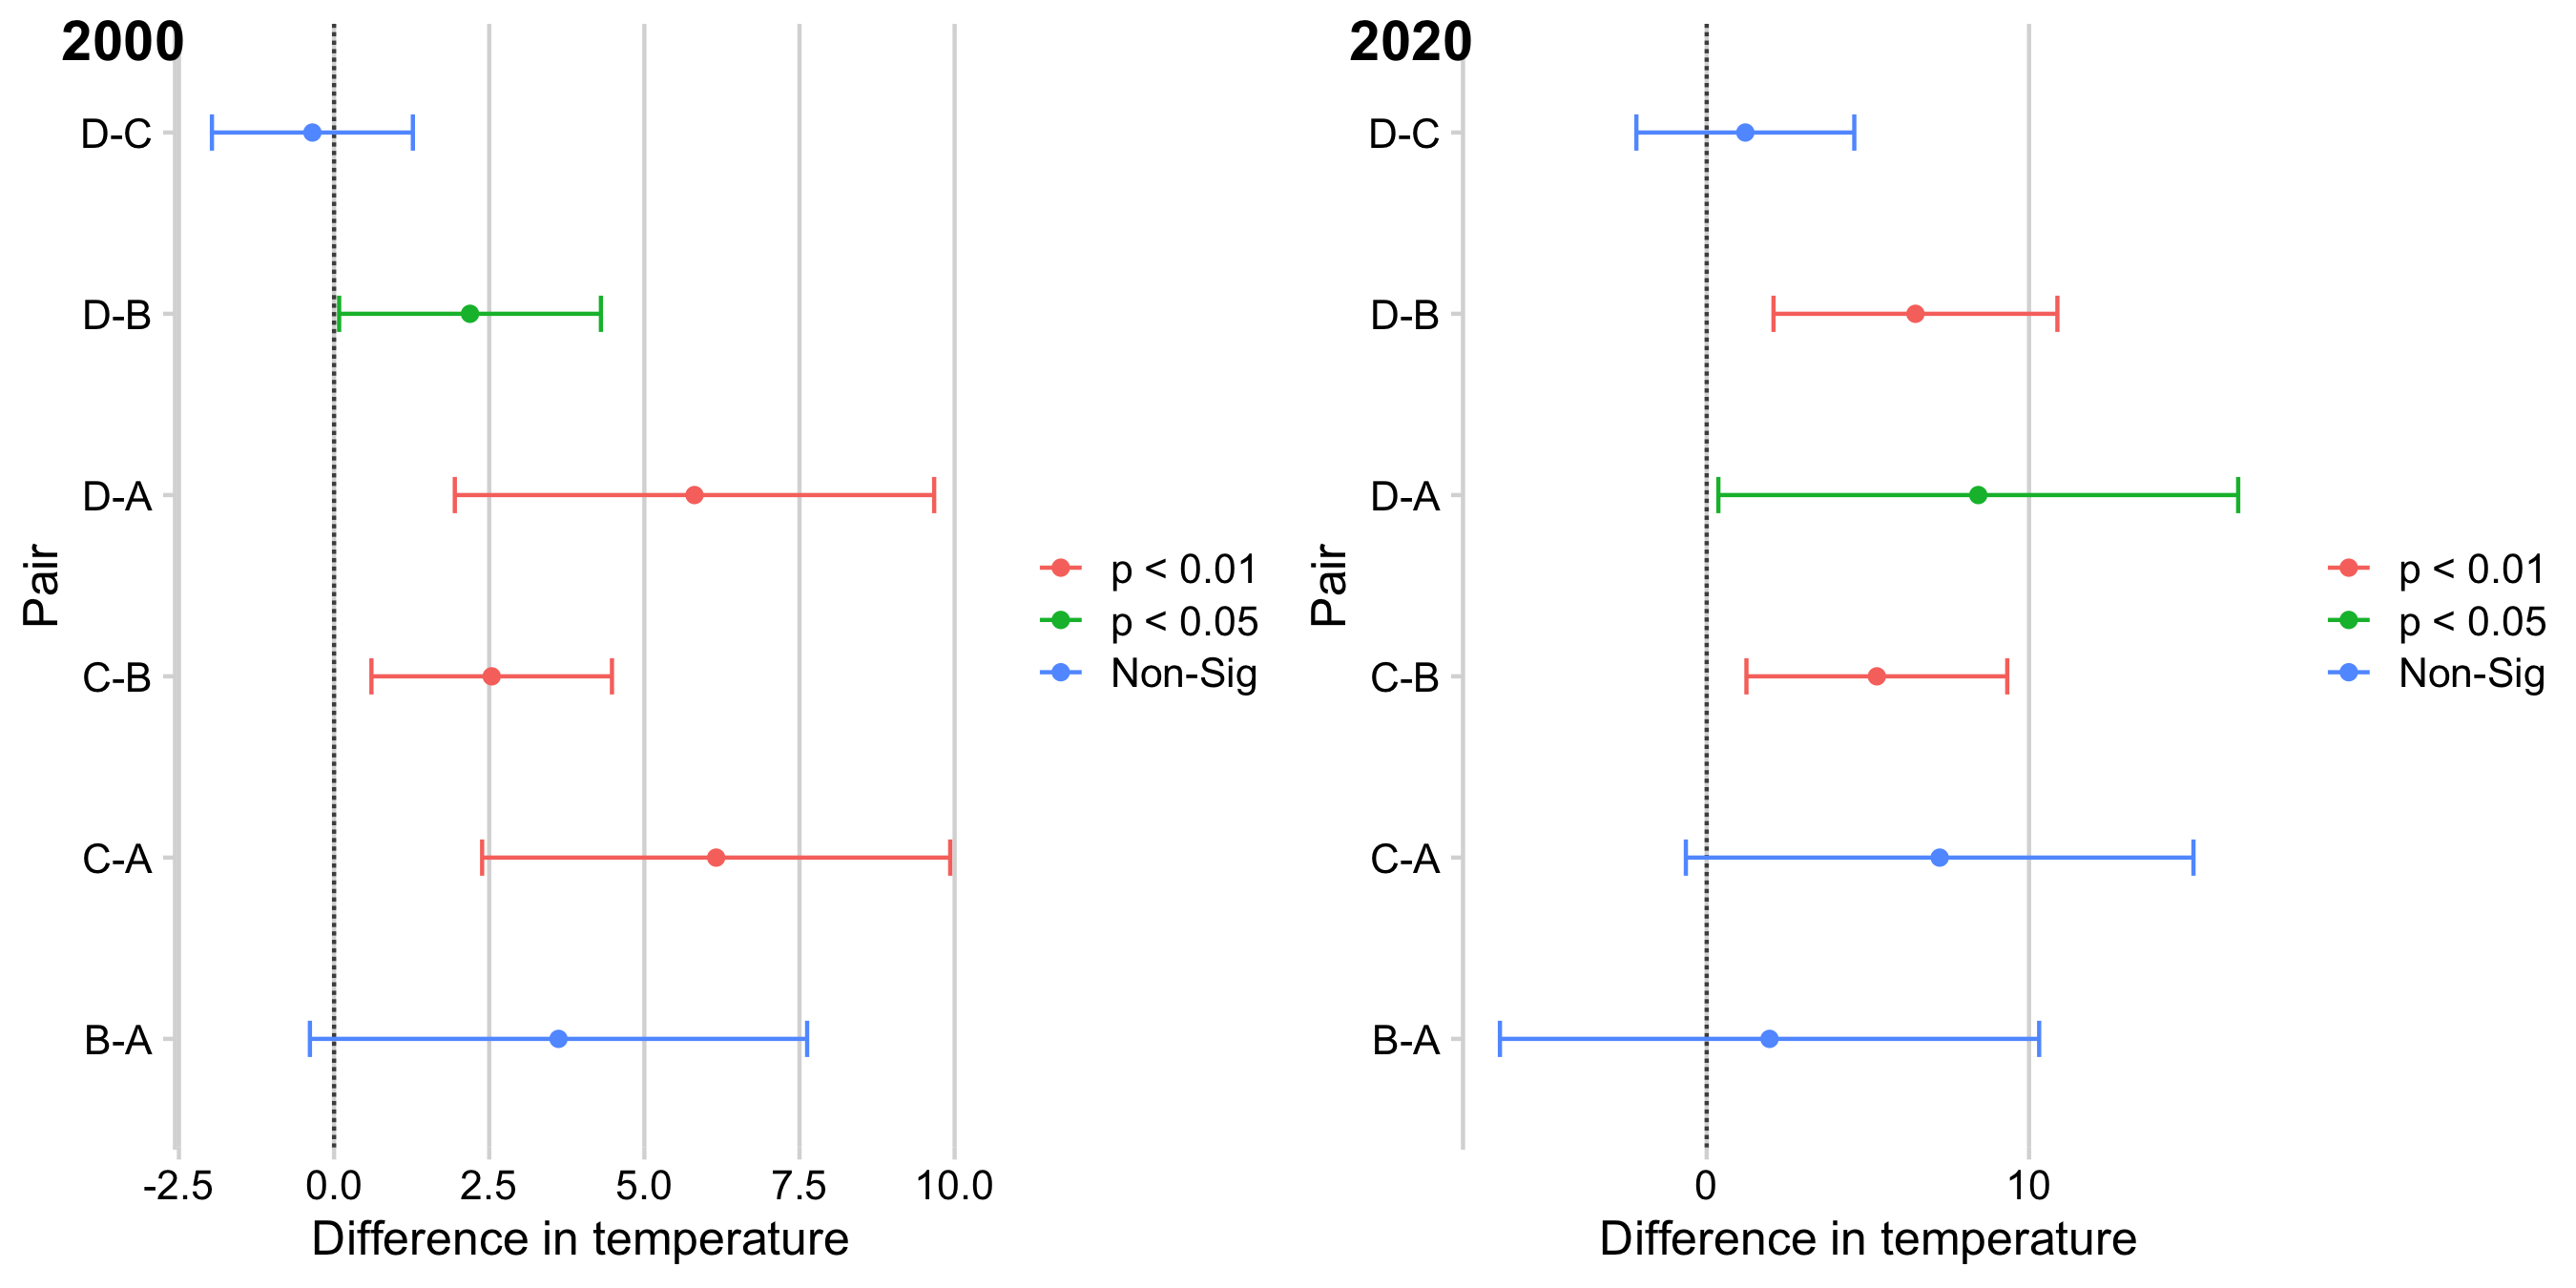 2000
D-C
D-B
D-A
C-B
C-A
B-A
Pair
-2.5 0.0 2.5 5.0 7.5 10.0
Difference in temperature
p < 0.01
p < 0.05
Non-Sig
2020
D-C
D-B
D-A
C-B
C-A
B-A
Pair
0 10
Difference in temperature
p < 0.01
p < 0.05
Non-Sig